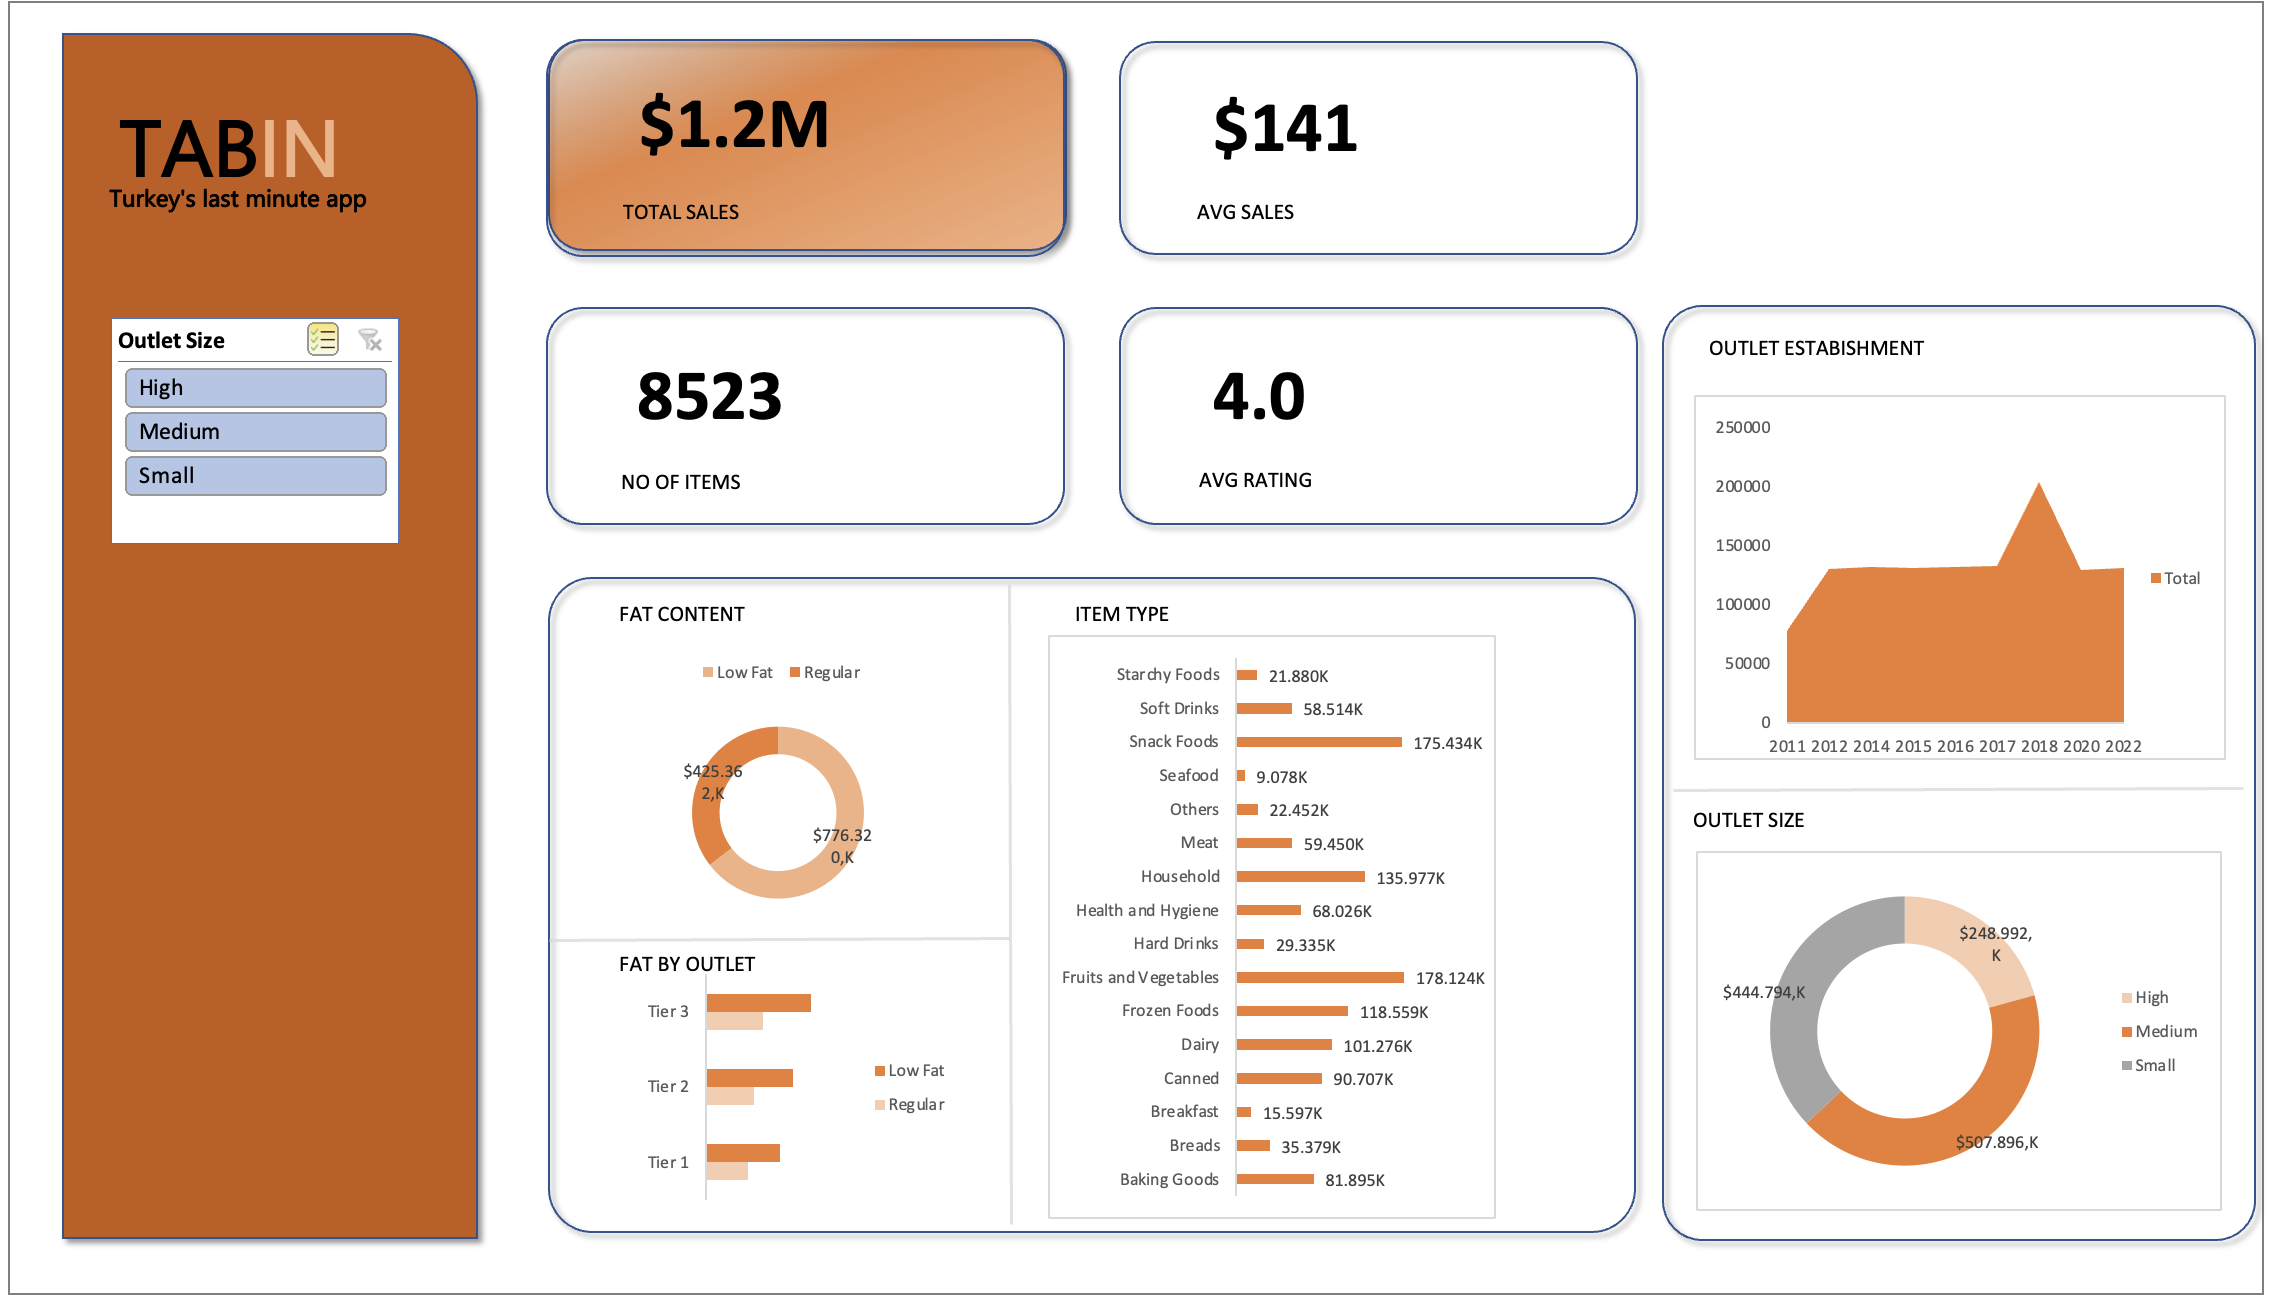 TABIN
Turkey's last minute app
Outlet Size
High
Medium
Small
$1.2M
TOTAL SALES
$141
AVG SALES
8523
NO OF ITEMS
4.0
AVG RATING
FAT CONTENT
Low Fat Regular
$425.36
2,K
$776.32
0,K
FAT BY OUTLET
Tier 3
Tier 2
Tier 1
Low Fat
Regular
ITEM TYPE
Starchy Foods 21.880K
Soft Drinks 58.514K
Snack Foods 175.434K
Seafood 9.078K
Others 22.452K
Meat 59.450K
Household 135.977K
Health and Hygiene 68.026K
Hard Drinks 29.335K
Fruits and Vegetables 178.124K
Frozen Foods 118.559K
Dairy 101.276K
Canned 90.707K
Breakfast 15.597K
Breads 35.379K
Baking Goods 81.895K
OUTLET ESTABISHMENT
250000
200000
150000
100000
50000
0
2011 2012 2014 2015 2016 2017 2018 2020 2022
Total
OUTLET SIZE
$248.992,
K
$444.794,K
$507.896,K
High
Medium
Small